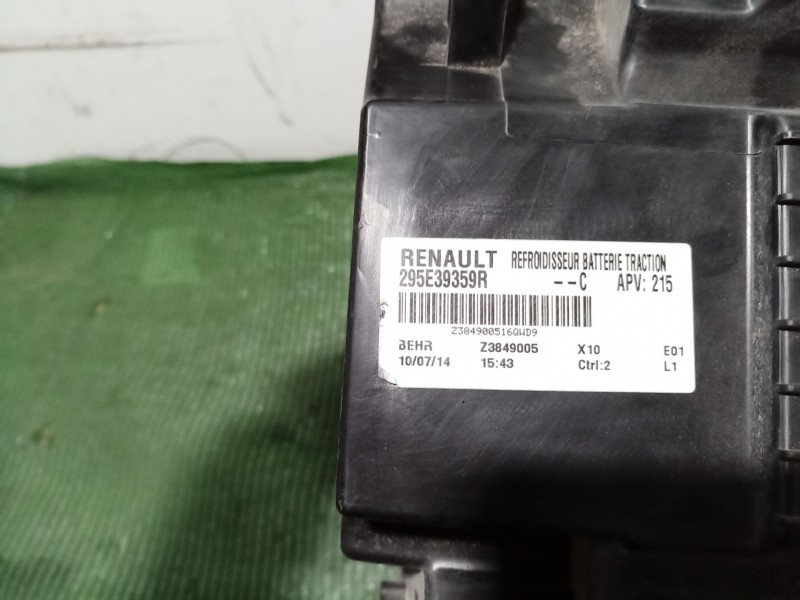 RENAULT REFROIDISSEUR BATTERIE TRACTION
295E39359R --C APV: 215
Z384900516QWD9
BEHR Z3849005 X10 E01
10/07/14 15:43 Ctrl:2 L1